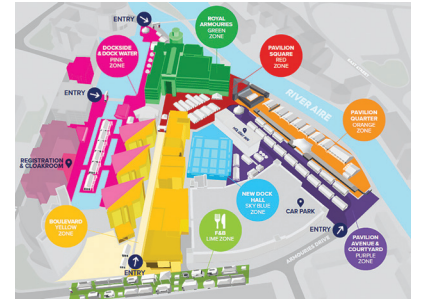 ENTRY
ROYAL
ARMOURIES
GREEN
ZONE
PAVILION
SQUARE
RED
ZONE
DOCKSIDE
& DOCK WATER
PINK
ZONE
RIVER AIRE
ENTRY
PAVILION
QUARTER
ORANGE
ZONE
REGISTRATION
& CLOAKROOM
NEW DOCK
HALL
SKY BLUE
ZONE
CAR PARK
BOULEVARD
YELLOW
ZONE
F&B
LIME ZONE
ENTRY
PAVILION
AVENUE &
COURTYARD
PURPLE
ZONE
ARMOURIES DRIVE
ENTRY